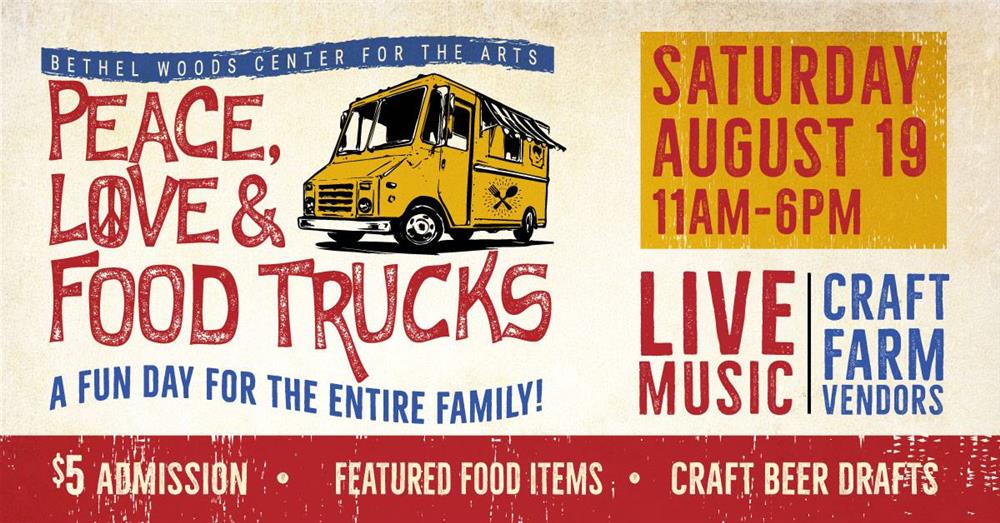 BETHEL WOODS CENTER FOR THE ARTS
PEACE,
LOVE &
FOOD TRUCKS
A FUN DAY FOR THE ENTIRE FAMILY!
SATURDAY
AUGUST 19
11AM-6PM
LIVE
MUSIC
CRAFT
FARM
VENDORS
$5 ADMISSION • FEATURED FOOD ITEMS • CRAFT BEER DRAFTS